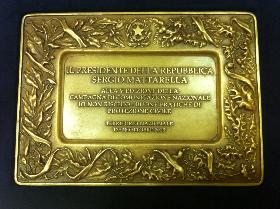 IL PRESIDENTE DELLA REPUBBLICA
SERGIO MATTARELLA
ALLA V EDIZIONE DELLA
CAMPAGNA DI COMUNICAZIONE NAZIONALE
IO NON RISCHIO BUONE PRATICHE DI
PROTEZIONE CIVILE